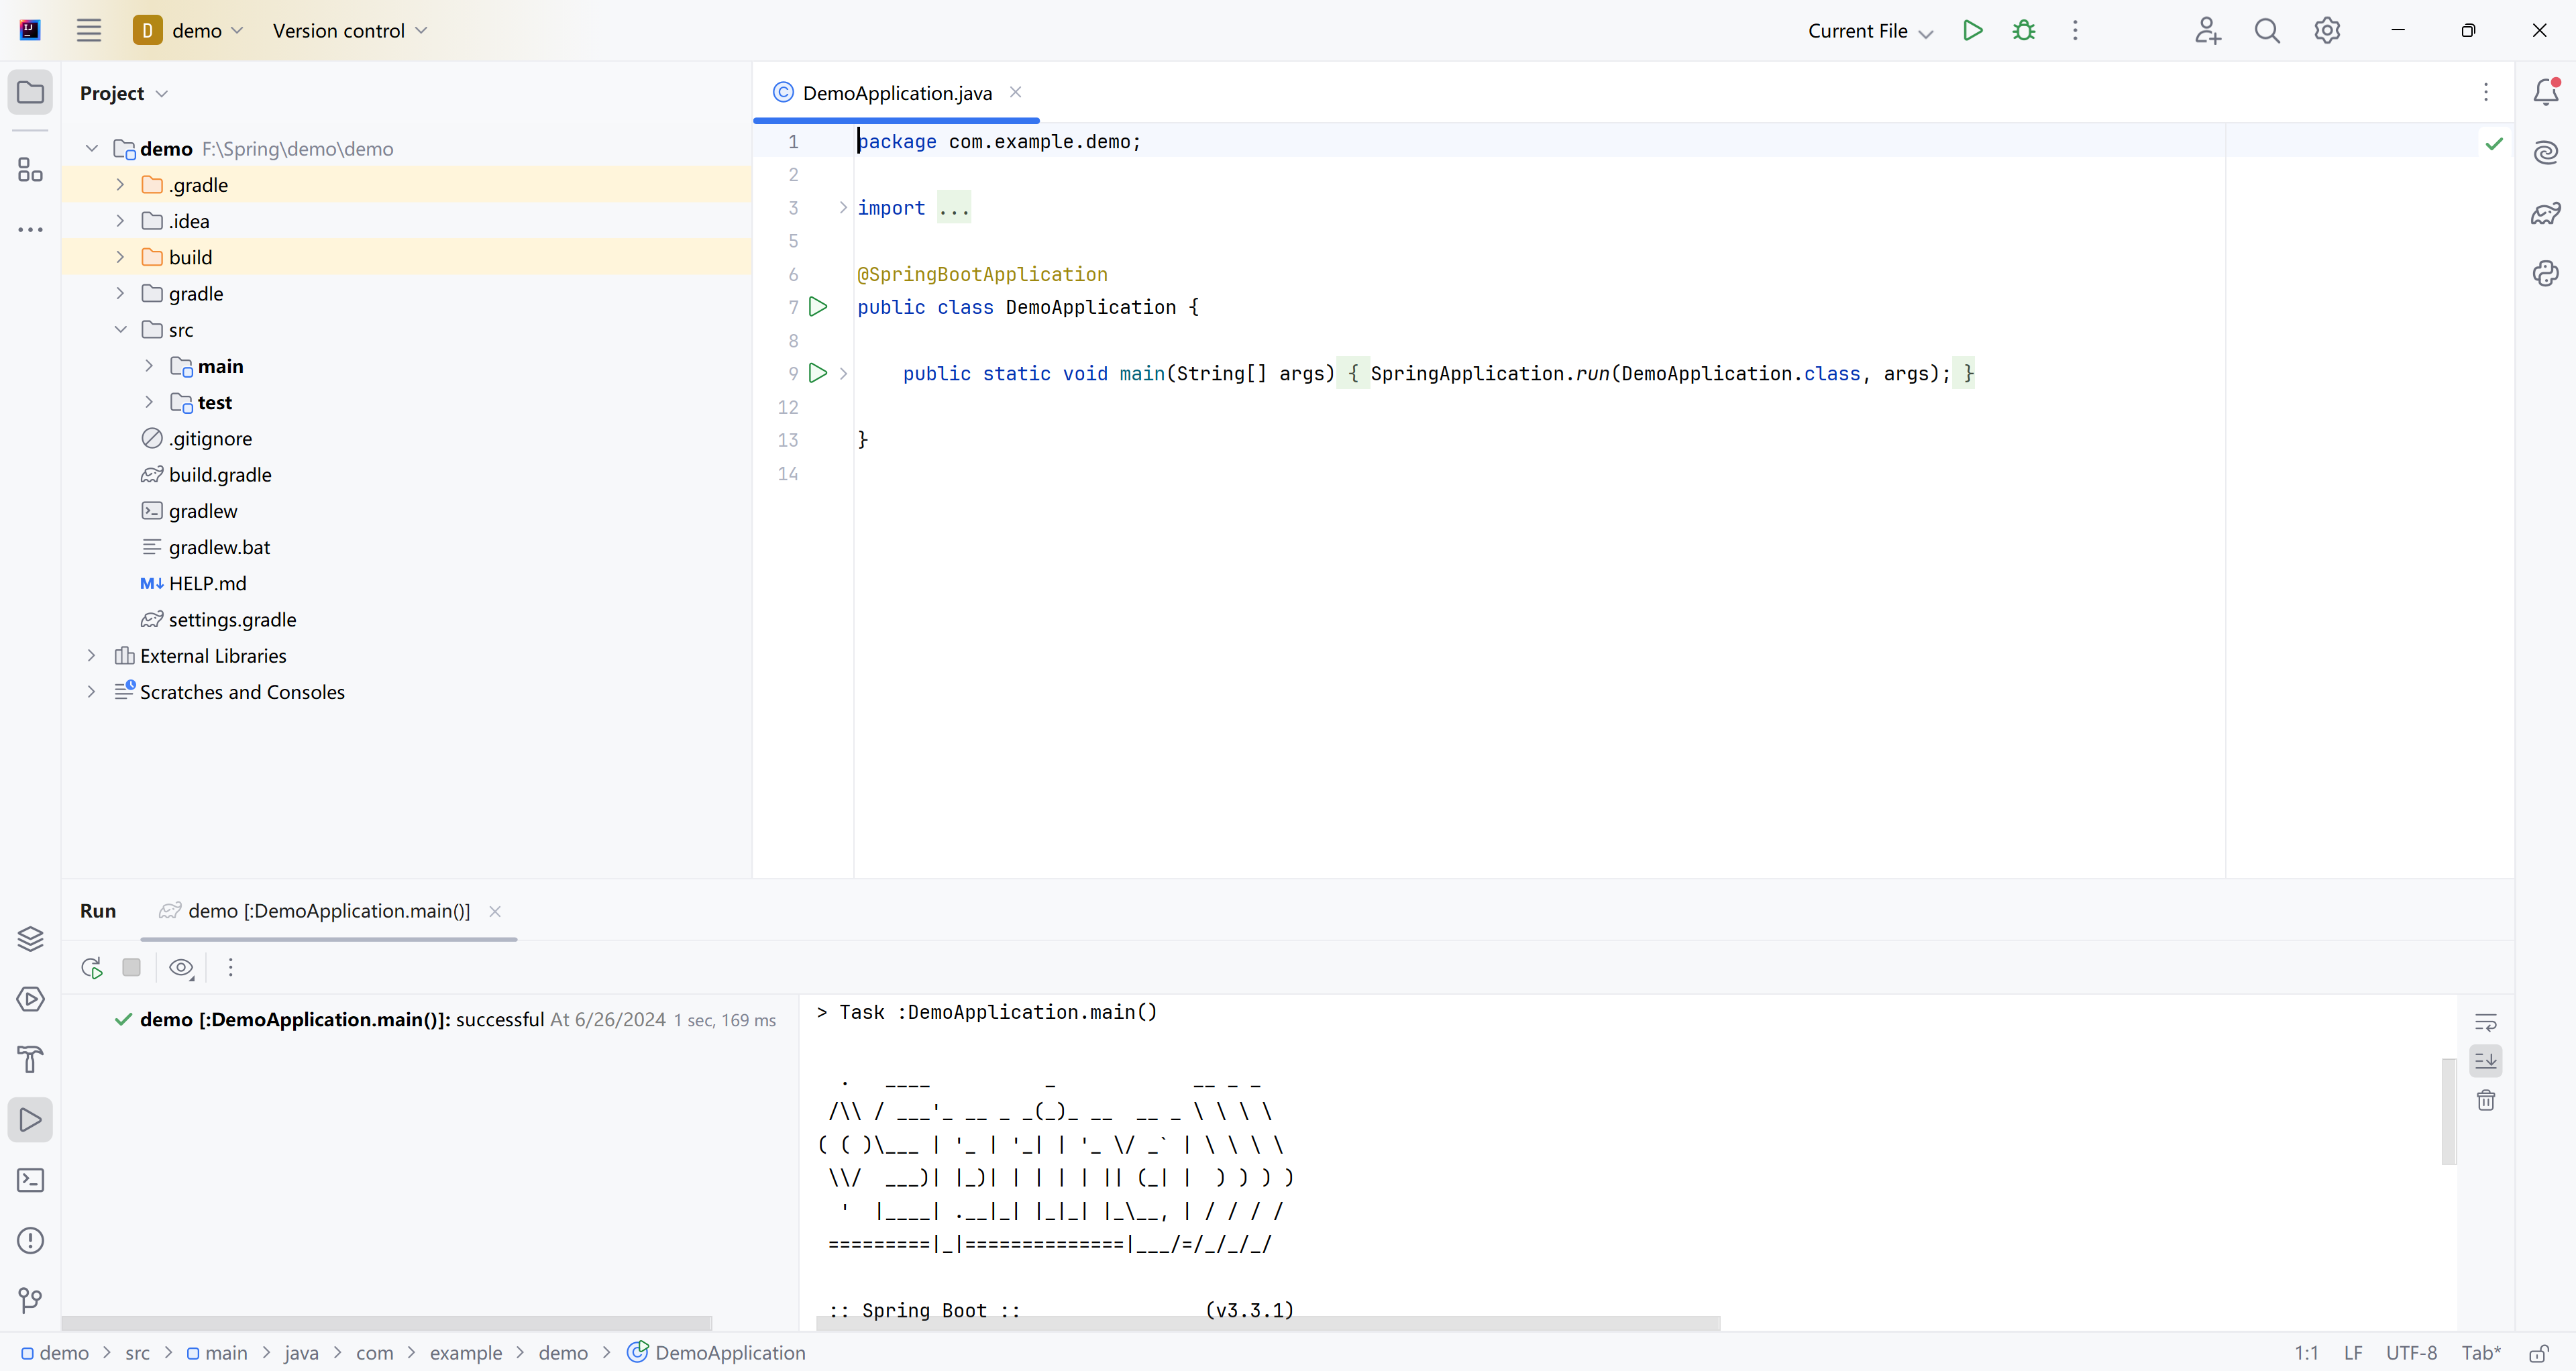 D demo Version control Current File
Project
DemoApplication.java
demo F:\Spring\demo\demo
.gradle
.idea
build
gradle
src
main
test
.gitignore
build.gradle
gradlew
gradlew.bat
M↓ HELP.md
settings.gradle
External Libraries
Scratches and Consoles
1 package com.example.demo;
2
3 import ...
5
6 @SpringBootApplication
7 public class DemoApplication {
8
9 public static void main(String[] args) { SpringApplication.run(DemoApplication.class, args); }
12
13 }
14
Run demo [:DemoApplication.main()]
demo [:DemoApplication.main()]: successful At 6/26/2024 1 sec, 169 ms
> Task :DemoApplication.main()
  .   ____          _            __ _ _
 /\\ / ___'_ __ _ _(_)_ __  __ _ \ \ \ \
( ( )\___ | '_ | '_| | '_ \/ _` | \ \ \ \
 \\/  ___)| |_)| | | | | || (_| |  ) ) ) )
  '  |____| .__|_| |_|_| |_\__, | / / / /
 =========|_|==============|___/=/_/_/_/
 :: Spring Boot ::                (v3.3.1)
demo > src > main > java > com > example > demo > DemoApplication
1:1 LF UTF-8 Tab*